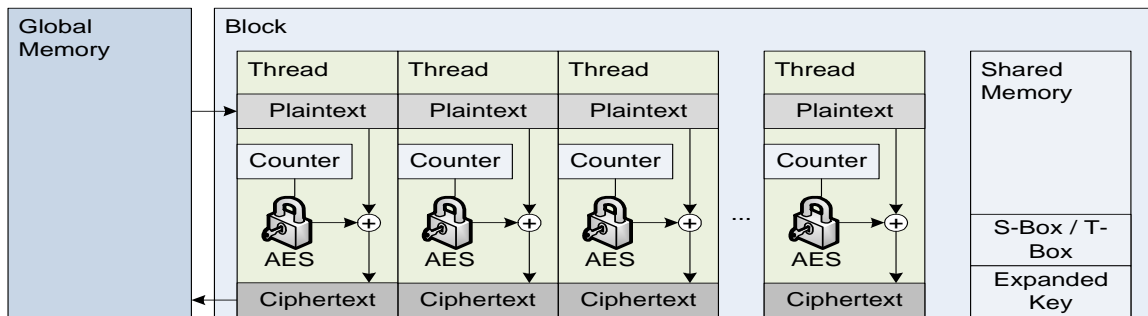 Global
Memory
Block
Thread
Thread
Thread
Thread
Shared
Memory
Plaintext
Plaintext
Plaintext
Plaintext
Counter
Counter
Counter
Counter
...
AES
AES
AES
AES
S-Box / T-
Box
Expanded
Key
Ciphertext
Ciphertext
Ciphertext
Ciphertext